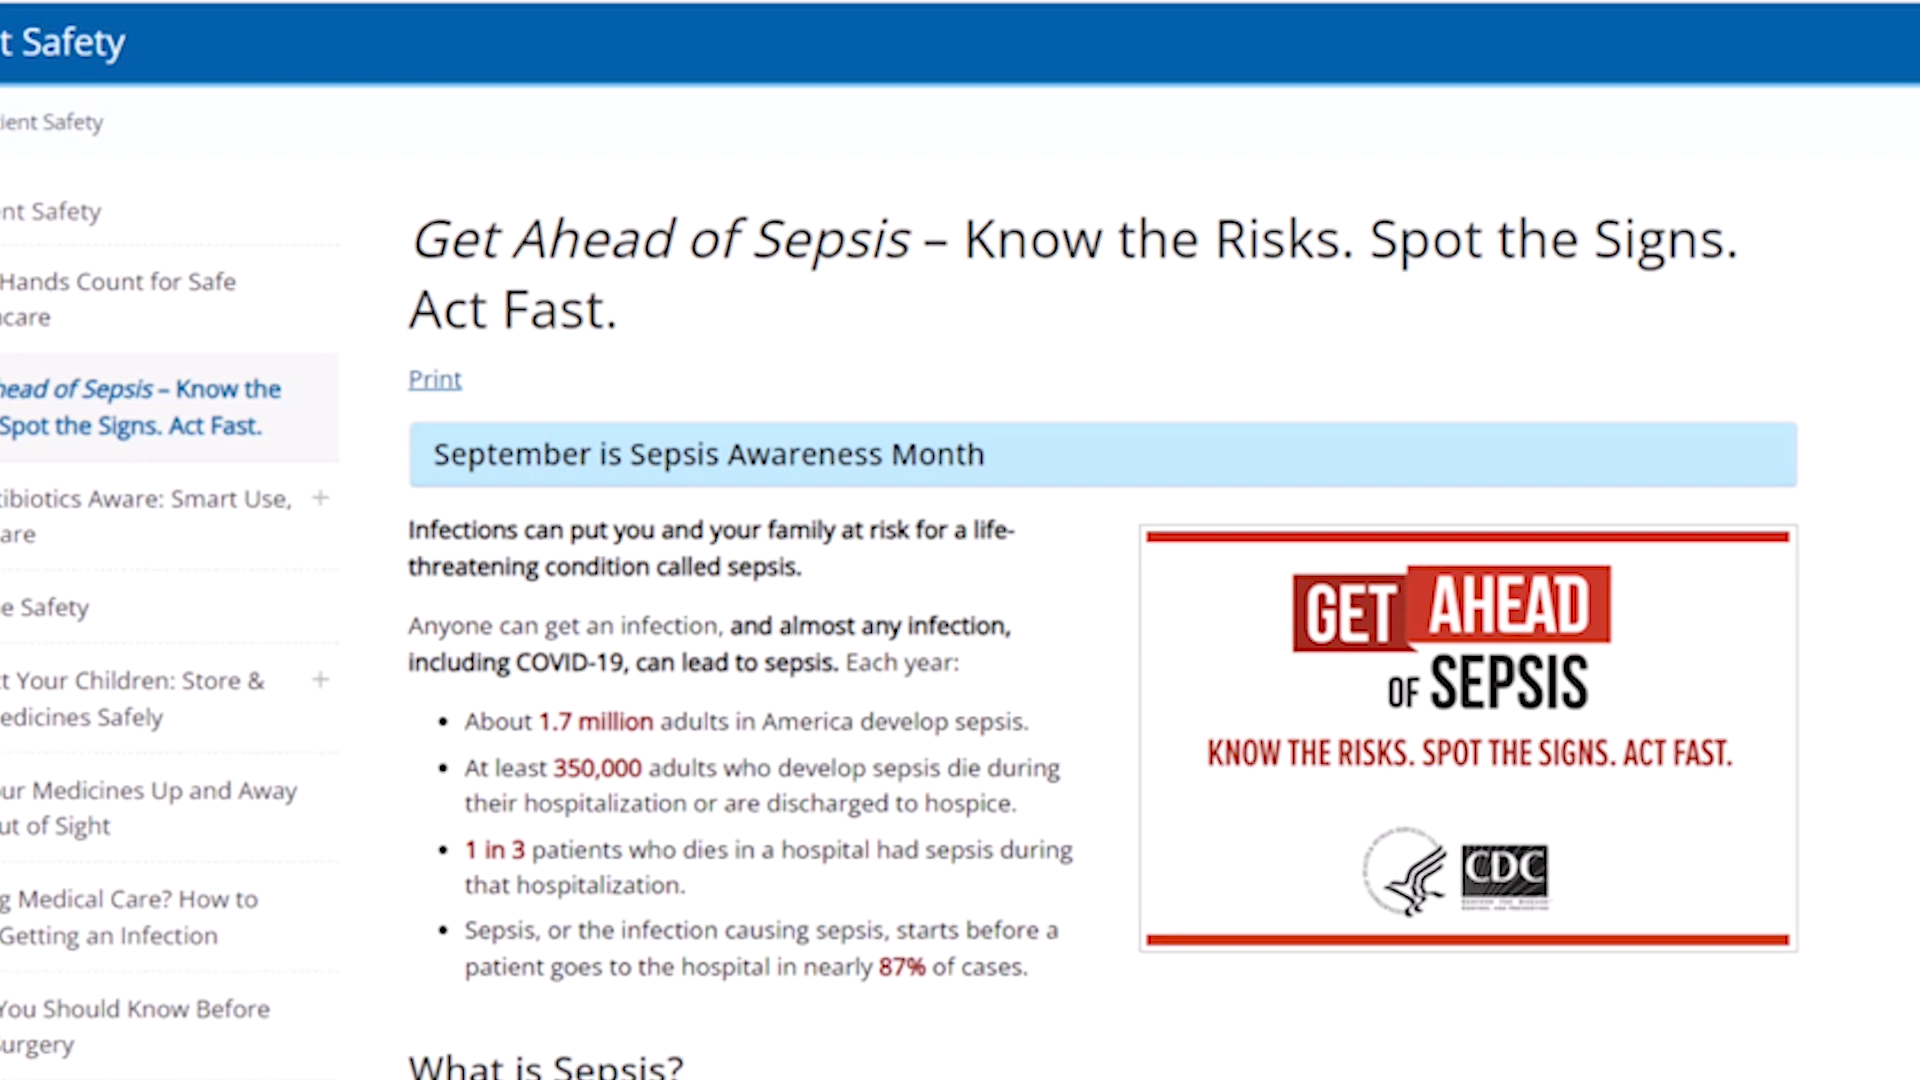 t Safety
ient Safety
nt Safety
Hands Count for Safe
care
head of Sepsis – Know the
Spot the Signs. Act Fast.
tibiotics Aware: Smart Use,
are
e Safety
t Your Children: Store &
edicines Safely
ur Medicines Up and Away
ut of Sight
g Medical Care? How to
Getting an Infection
You Should Know Before
urgery
Get Ahead of Sepsis – Know the Risks. Spot the Signs.
Act Fast.
Print
September is Sepsis Awareness Month
Infections can put you and your family at risk for a life-
threatening condition called sepsis.
Anyone can get an infection, and almost any infection,
including COVID-19, can lead to sepsis. Each year:
• About 1.7 million adults in America develop sepsis.
• At least 350,000 adults who develop sepsis die during
their hospitalization or are discharged to hospice.
• 1 in 3 patients who dies in a hospital had sepsis during
that hospitalization.
• Sepsis, or the infection causing sepsis, starts before a
patient goes to the hospital in nearly 87% of cases.
GET AHEAD
OF SEPSIS
KNOW THE RISKS. SPOT THE SIGNS. ACT FAST.
CDC
What is Sepsis?